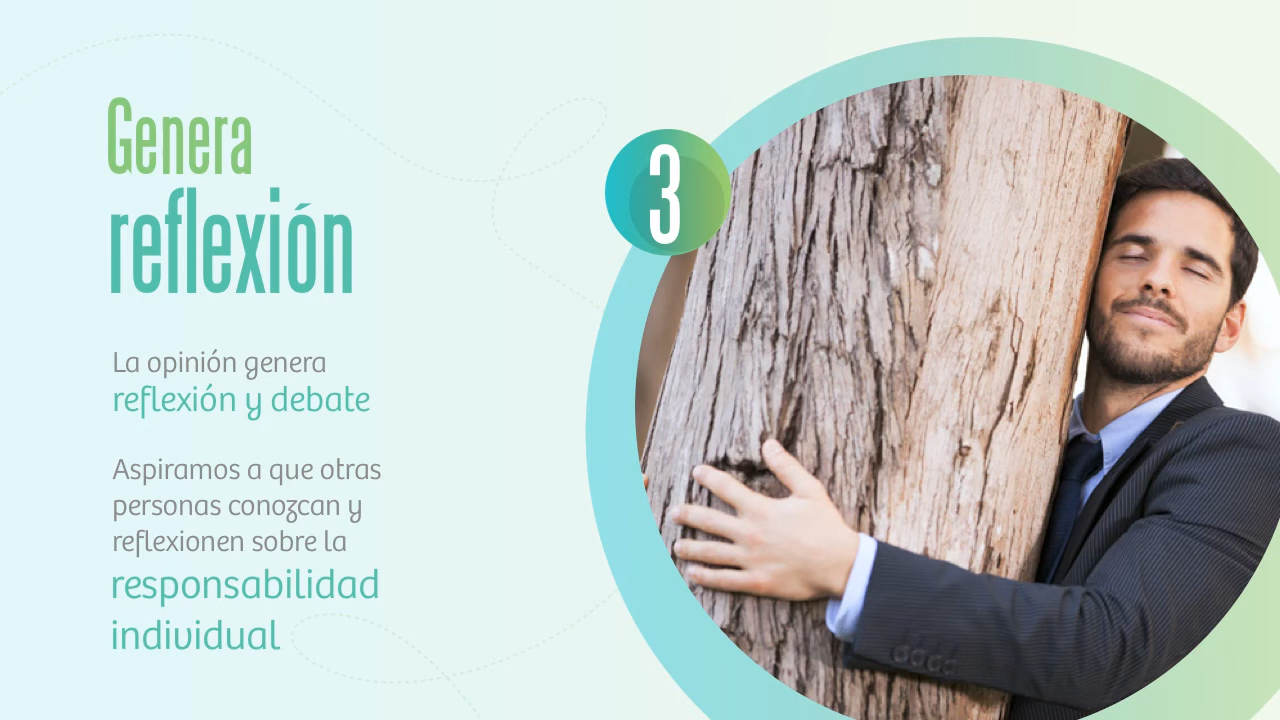 Genera
reflexión
3
La opinión genera
reflexión y debate
Aspiramos a que otras
personas conozcan y
reflexionen sobre la
responsabilidad
individual